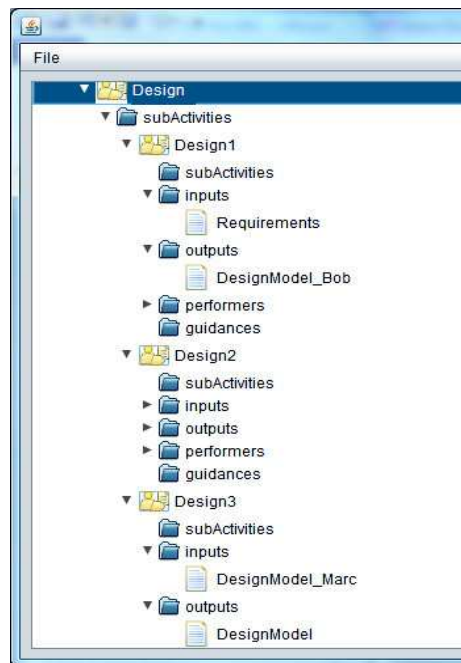 File
Design
subActivities
Design1
subActivities
inputs
Requirements
outputs
DesignModel_Bob
performers
guidances
Design2
subActivities
inputs
outputs
performers
guidances
Design3
subActivities
inputs
DesignModel_Marc
outputs
DesignModel